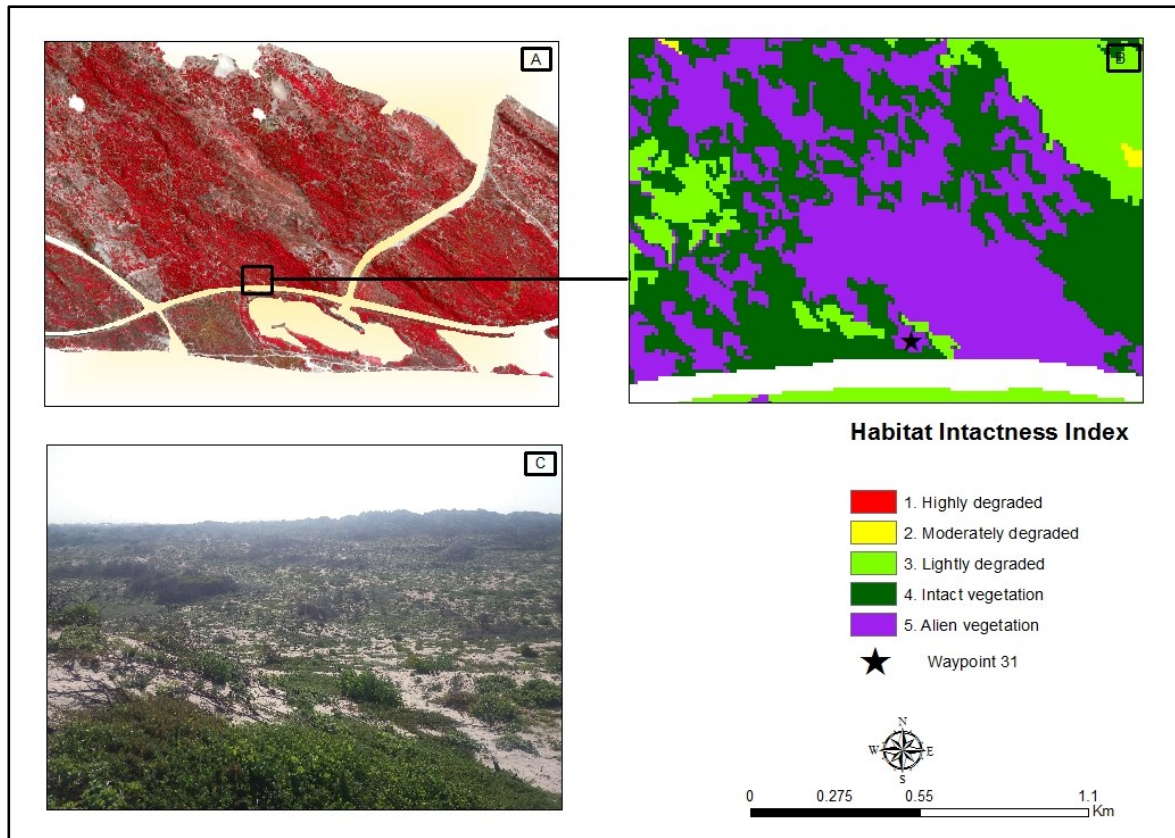 A
B
C
Habitat Intactness Index
1. Highly degraded
2. Moderately degraded
3. Lightly degraded
4. Intact vegetation
5. Alien vegetation
Waypoint 31
N
W E
S
0 0.275 0.55 1.1
Km